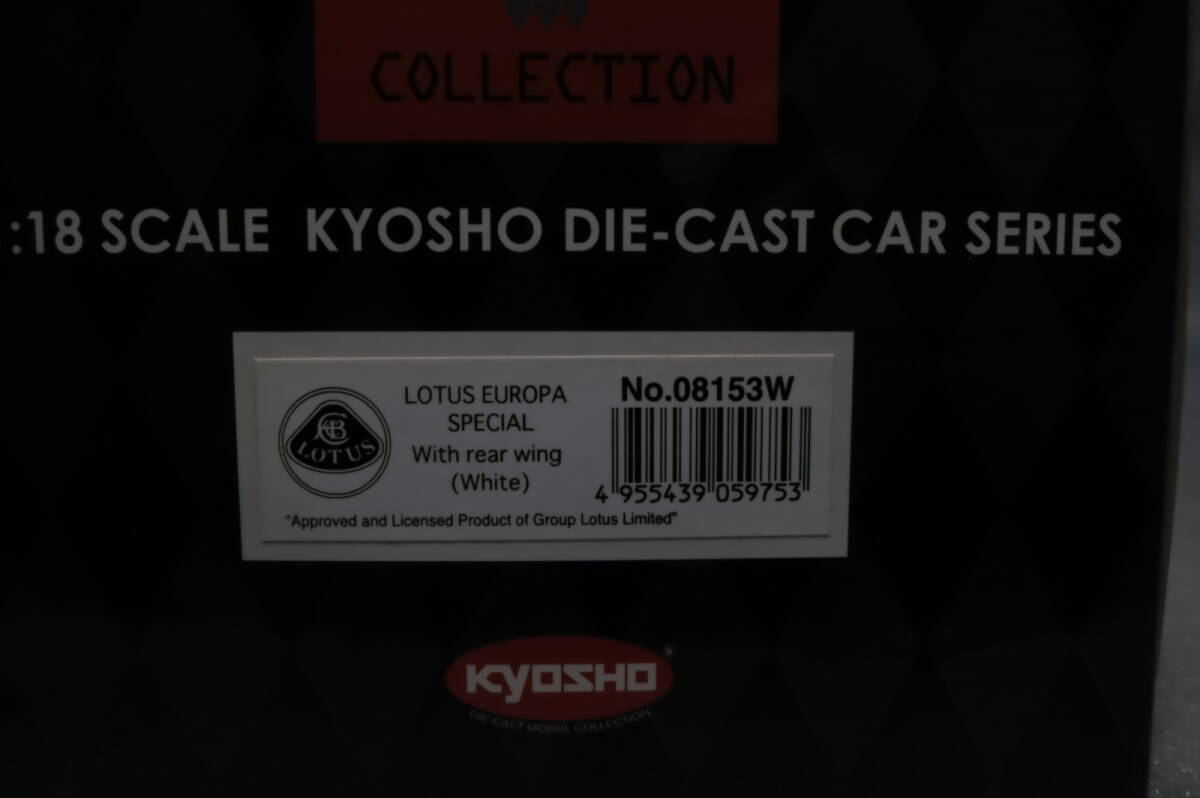 COLLECTION
:18 SCALE KYOSHO DIE-CAST CAR SERIES
LOTUS
LOTUS EUROPA
SPECIAL
With rear wing
(White)
No.08153W
4 955439 059753
"Approved and Licensed Product of Group Lotus Limited"
KYOSHO
DIE-CAST MODEL COLLECTION